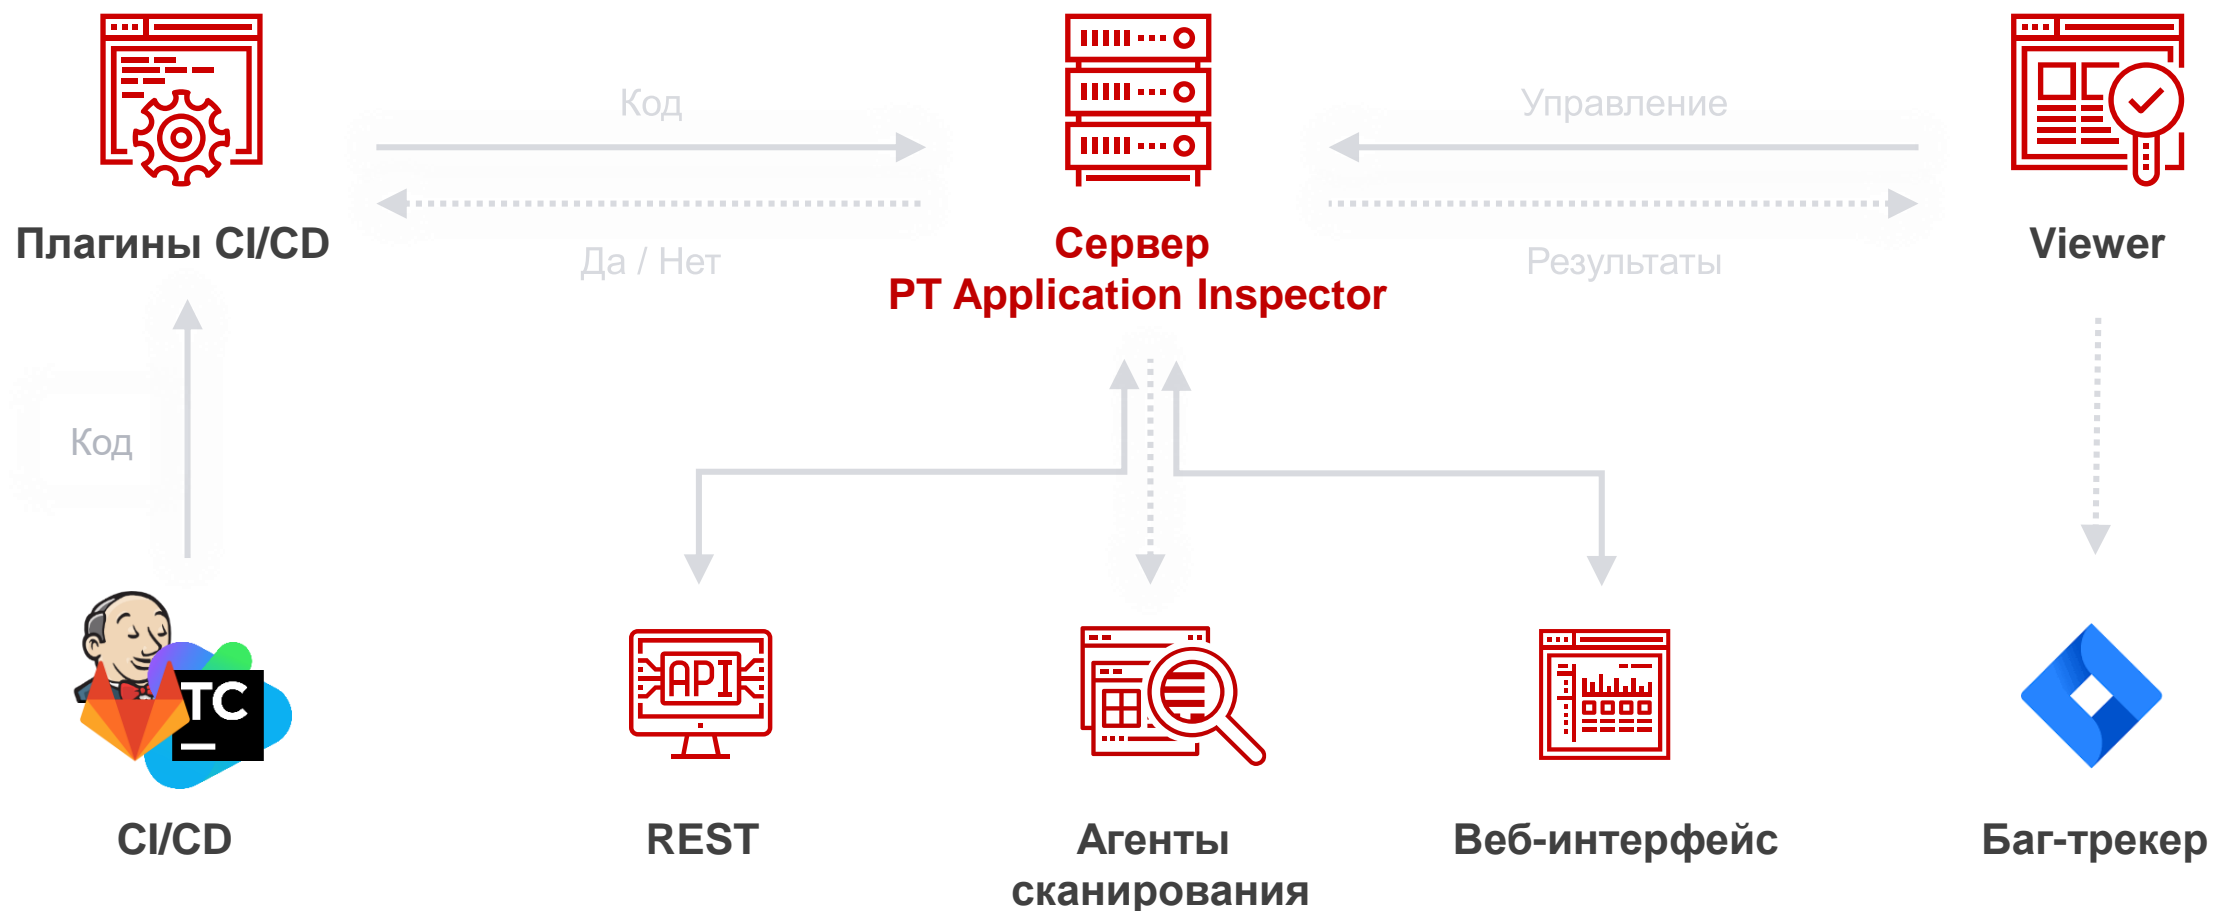 Код
Управление
Плагины CI/CD
Да / Нет
Сервер
PT Application Inspector
Результаты
Viewer
Код
TC
API
CI/CD
REST
Агенты
сканирования
Веб-интерфейс
Баг-трекер